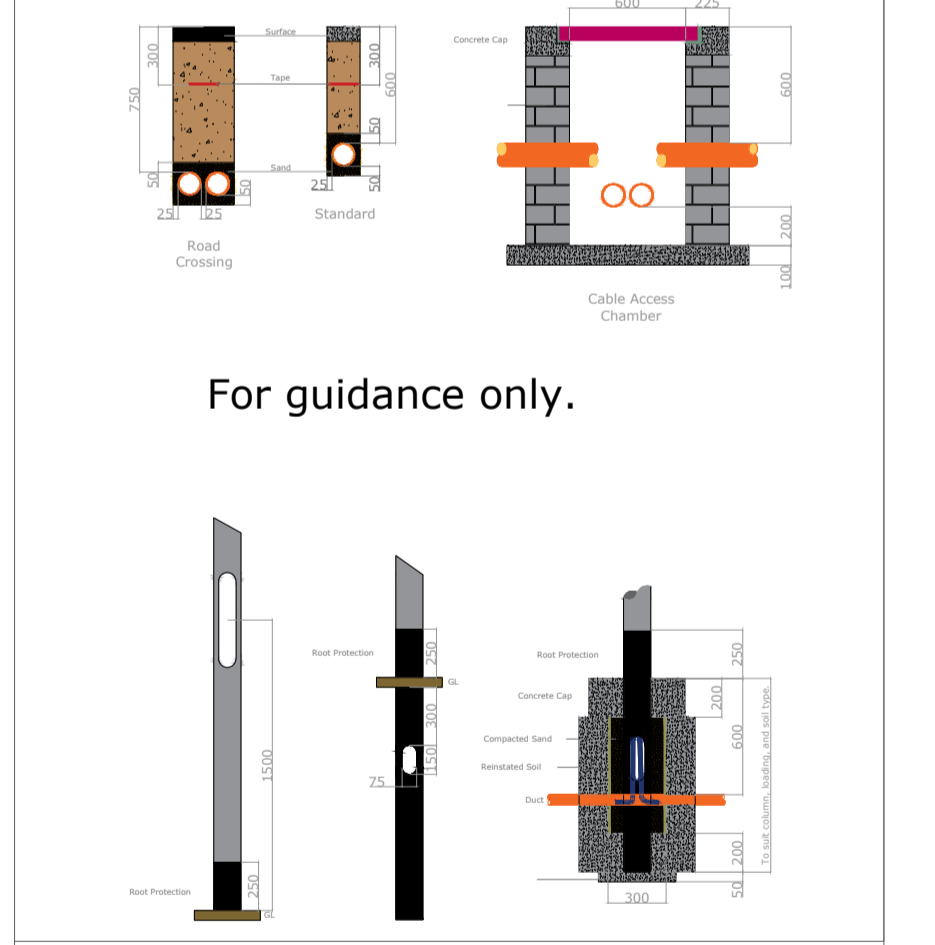 600
225
Surface
Concrete Cap
300
300
600
750
600
Tape
50
Sand
50
50
25
50
25
25
Standard
200
Road
Crossing
100
Cable Access
Chamber
For guidance only.
Root Protection
250
GL
300
150
75
1500
Root Protection
250
GL
Root Protection
250
Concrete Cap
200
600
Compacted Sand
Reinstated Soil
Duct
To suit column, loading, and soil type.
200
50
300